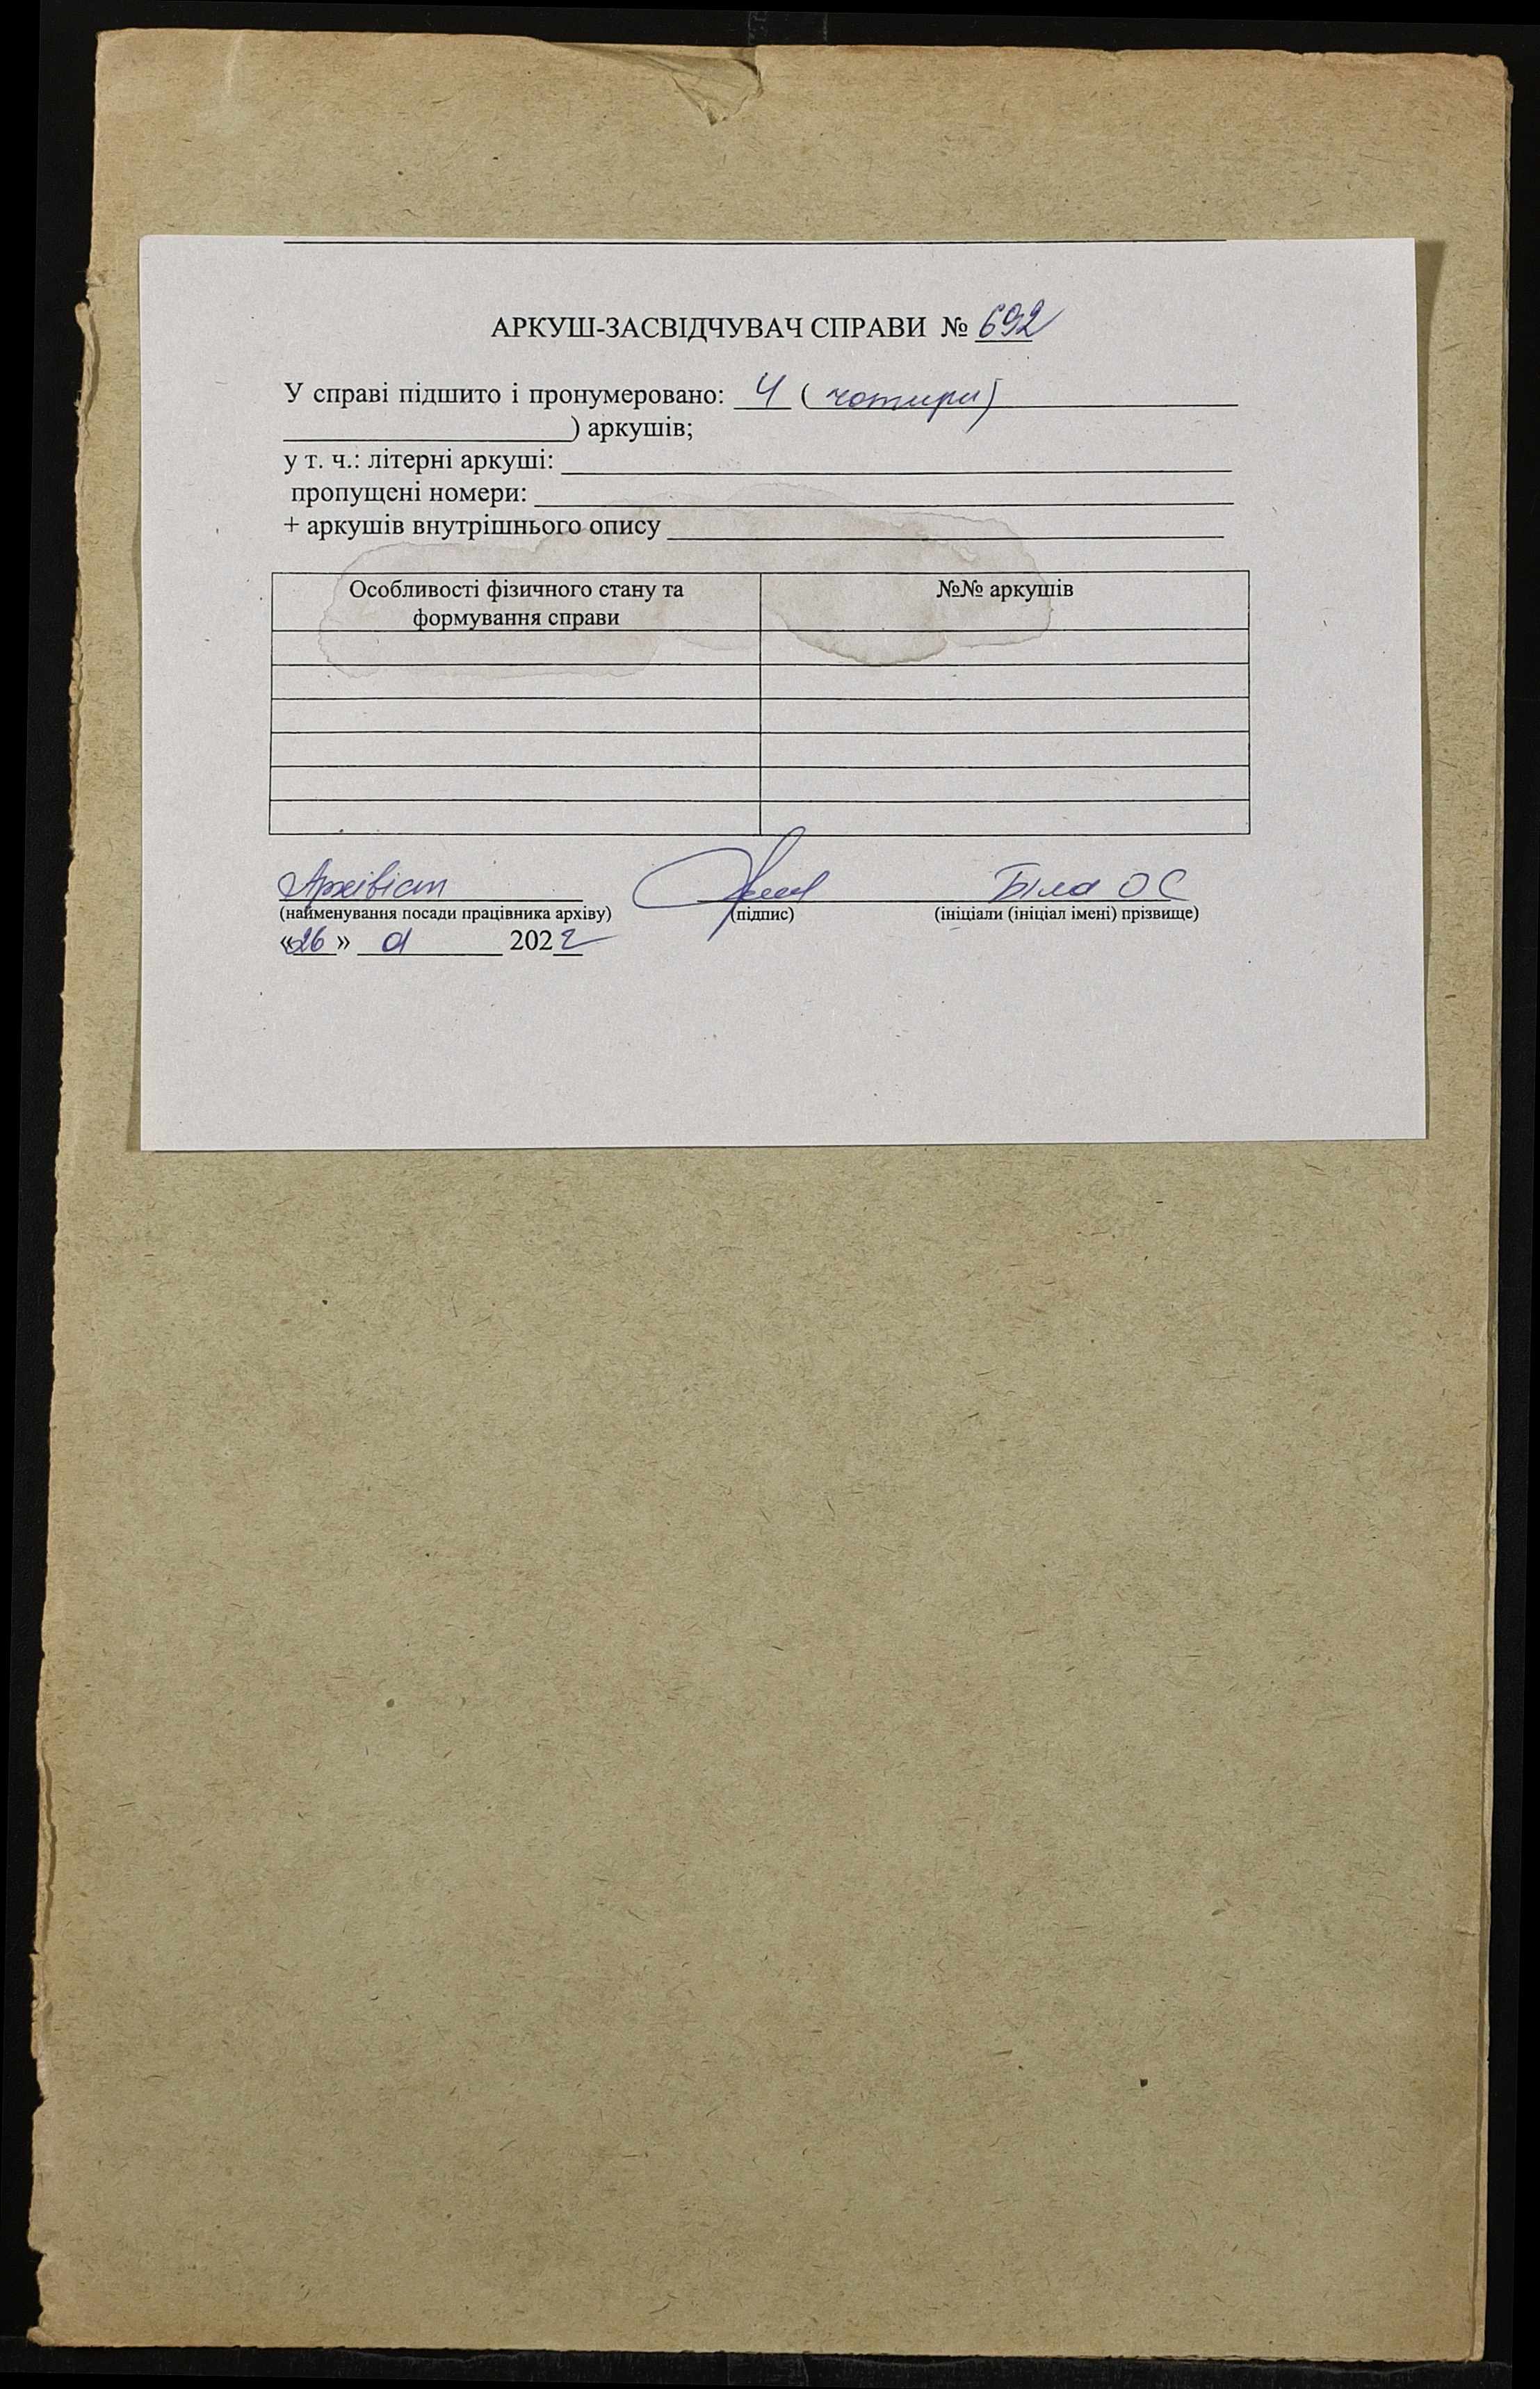 АРКУШ-ЗАСВІДЧУВАЧ СПРАВИ № 692
У справі підшито і пронумеровано: 4 ( чотири)
) аркушів;
у т. ч.: літерні аркуші:
пропущені номери:
+ аркушів внутрішнього опису
Особливості фізичного стану та формування справи №№ аркушів
Архівіст Біла О С
(найменування посади працівника архіву) (підпис) (ініціали (ініціал імені) прізвище)
«26» 2022